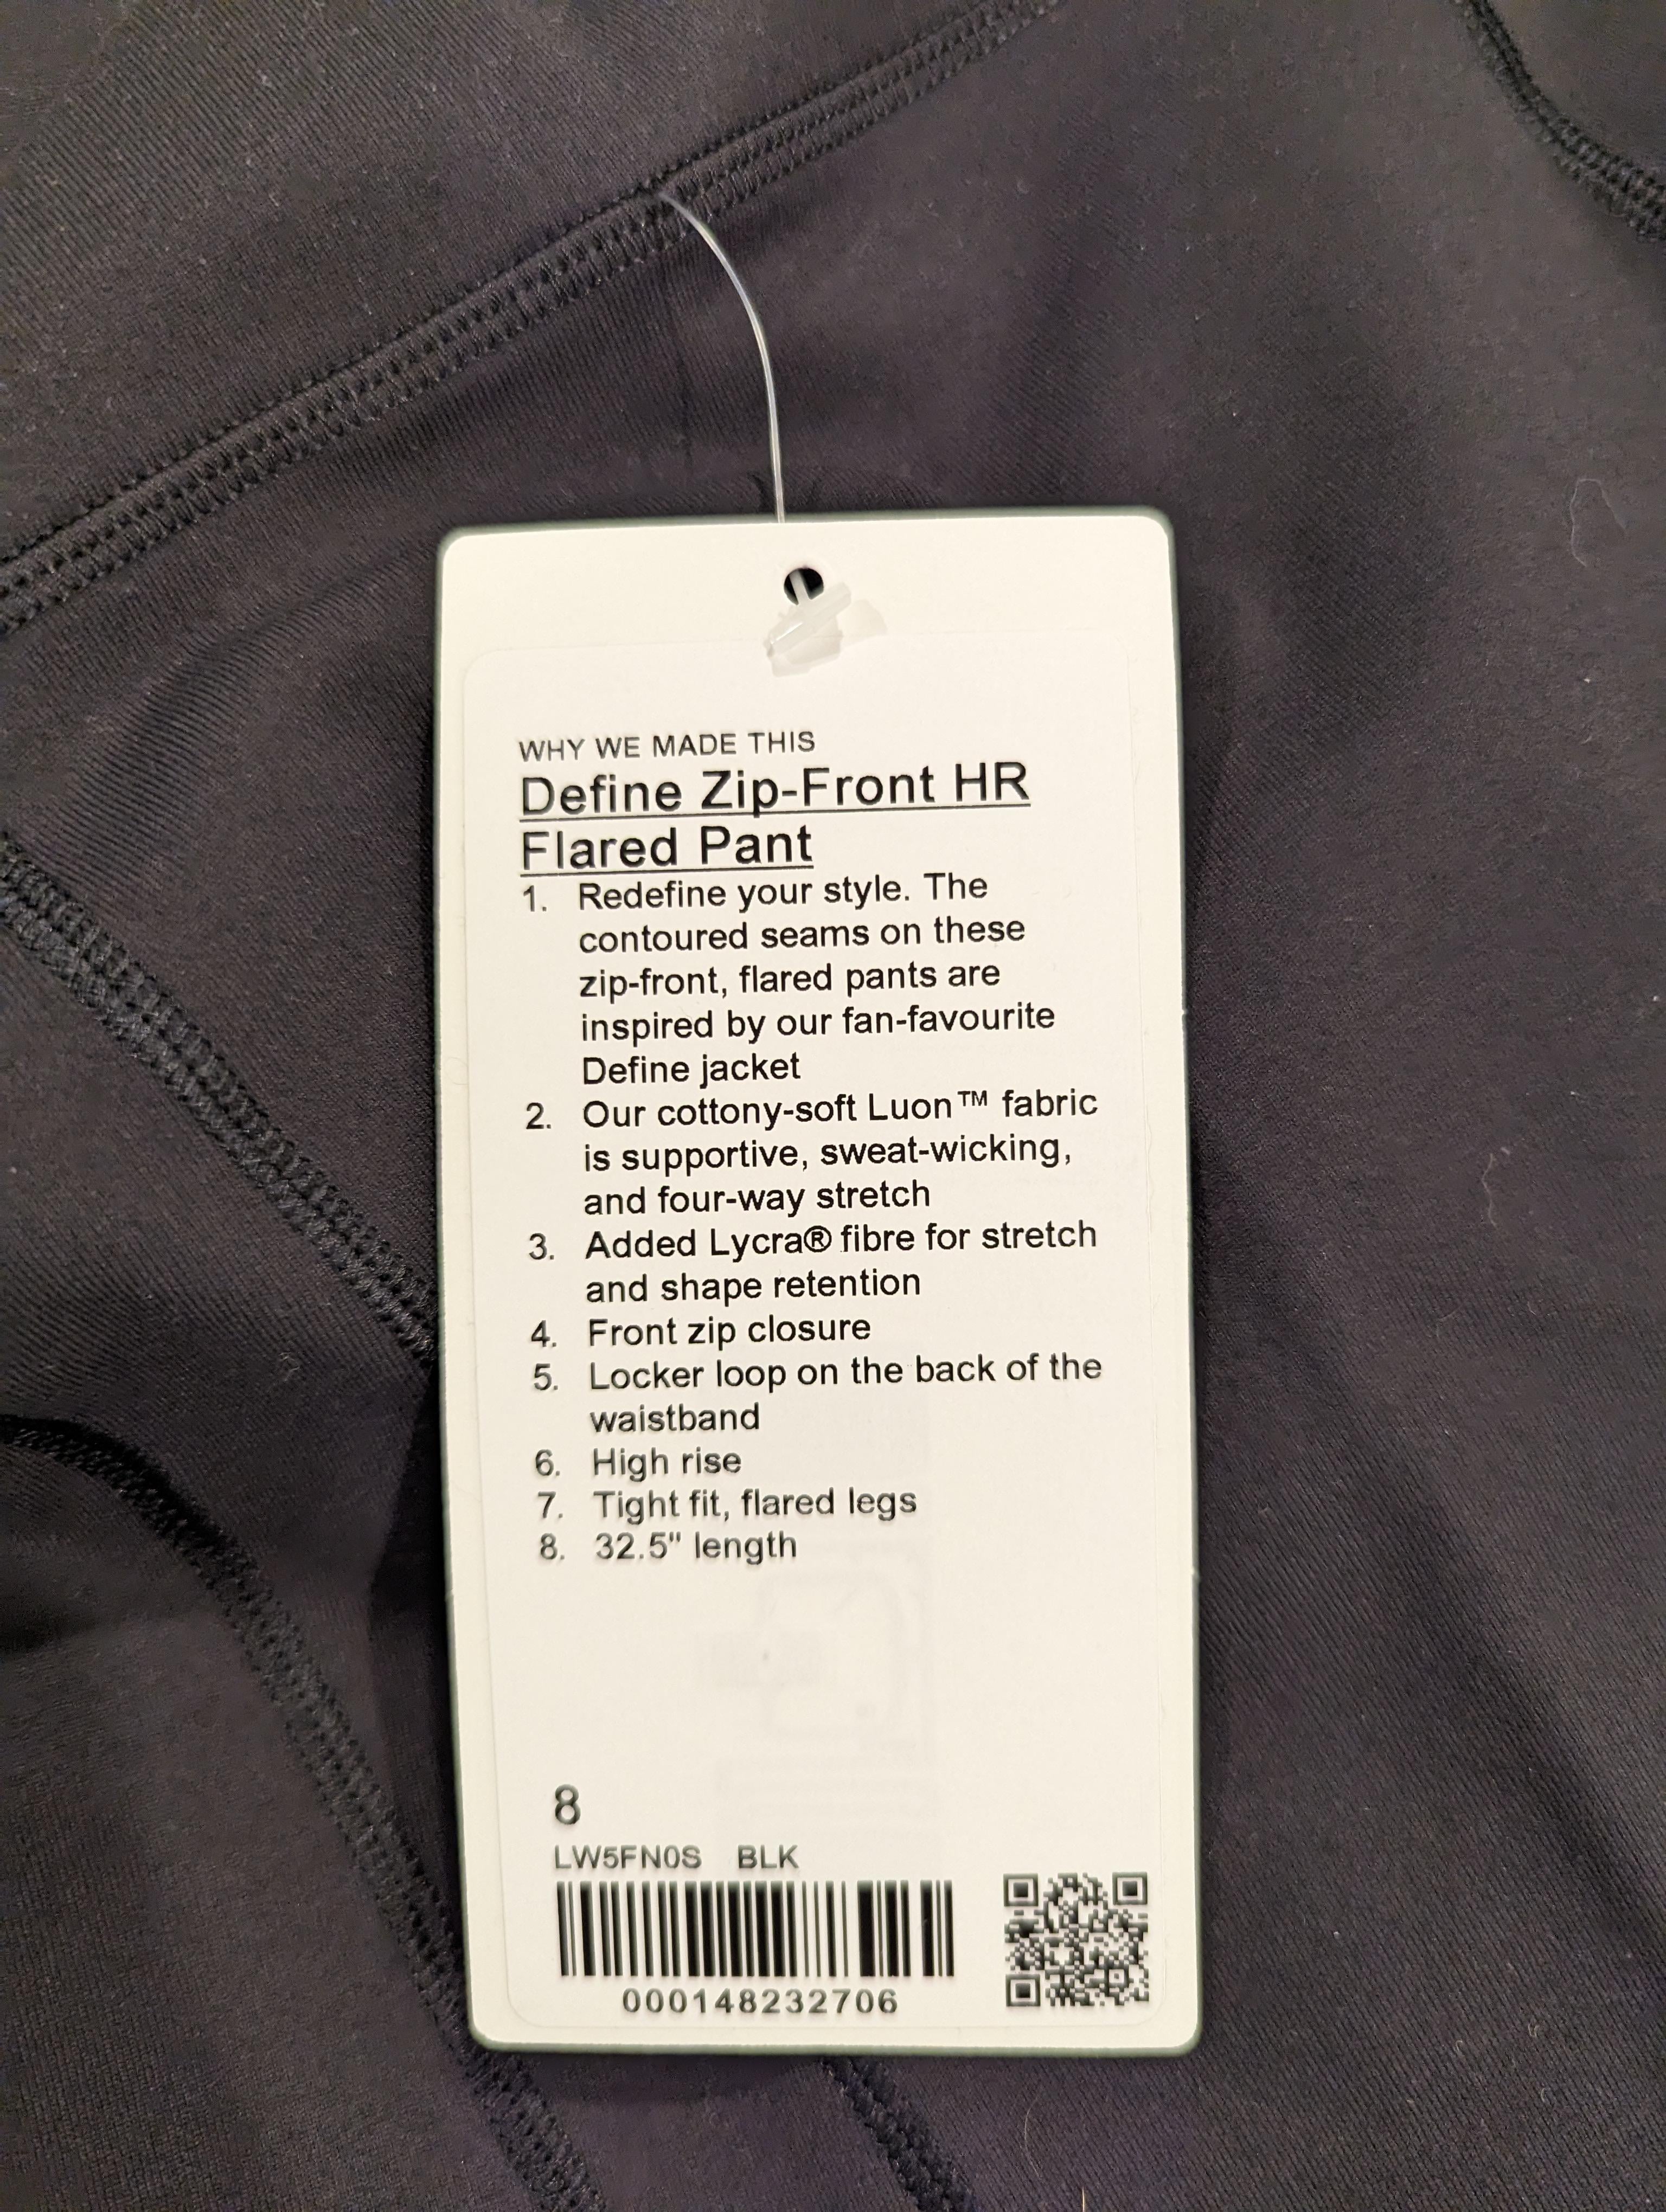 WHY WE MADE THIS
Define Zip-Front HR
Flared Pant
1. Redefine your style. The
contoured seams on these
zip-front, flared pants are
inspired by our fan-favourite
Define jacket
2. Our cottony-soft Luon™ fabric
is supportive, sweat-wicking,
and four-way stretch
3. Added Lycra® fibre for stretch
and shape retention
4. Front zip closure
5. Locker loop on the back of the
waistband
6. High rise
7. Tight fit, flared legs
8. 32.5" length
8
LW5FN0S BLK
000148232706